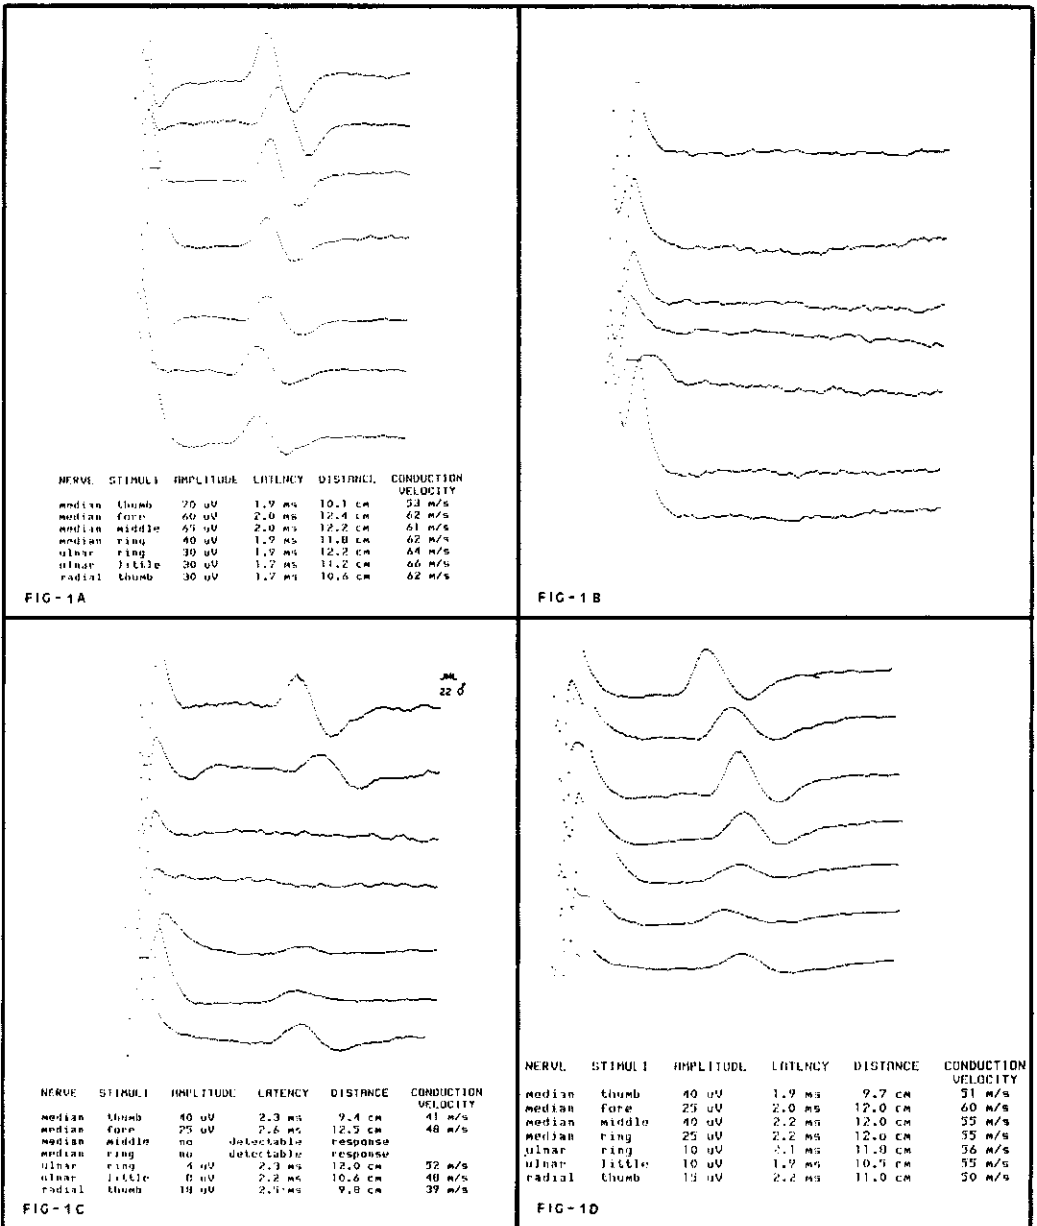 NERVE STIMULI AMPLITUDE LATENCY DISTANCE CONDUCTION VELOCITY
median thumb 70 uV 1.9 ms 10.1 cm 53 m/s
median fore 60 uV 2.0 ms 12.4 cm 62 m/s
median middle 65 uV 2.0 ms 12.2 cm 61 m/s
median ring 40 uV 1.9 ms 11.8 cm 62 m/s
ulnar ring 30 uV 1.9 ms 12.2 cm 64 m/s
ulnar little 30 uV 1.7 ms 11.2 cm 66 m/s
radial thumb 30 uV 1.7 ms 10.6 cm 62 m/s
FIG-1A
FIG-1B
JML
22 ♂
NERVE STIMULI AMPLITUDE LATENCY DISTANCE CONDUCTION VELOCITY
median thumb 40 uV 2.3 ms 9.4 cm 41 m/s
median fore 25 uV 2.6 ms 12.5 cm 48 m/s
median middle no detectable response
median ring no detectable response
ulnar ring 4 uV 2.3 ms 12.0 cm 52 m/s
ulnar little 8 uV 2.2 ms 10.6 cm 48 m/s
radial thumb 18 uV 2.5 ms 9.8 cm 39 m/s
FIG-1C
NERVE STIMULI AMPLITUDE LATENCY DISTANCE CONDUCTION VELOCITY
median thumb 40 uV 1.9 ms 9.7 cm 51 m/s
median fore 25 uV 2.0 ms 12.0 cm 60 m/s
median middle 40 uV 2.2 ms 12.0 cm 55 m/s
median ring 25 uV 2.2 ms 12.0 cm 55 m/s
ulnar ring 10 uV 2.1 ms 11.8 cm 56 m/s
ulnar little 10 uV 1.9 ms 10.5 cm 55 m/s
radial thumb 15 uV 2.2 ms 11.0 cm 50 m/s
FIG-1D